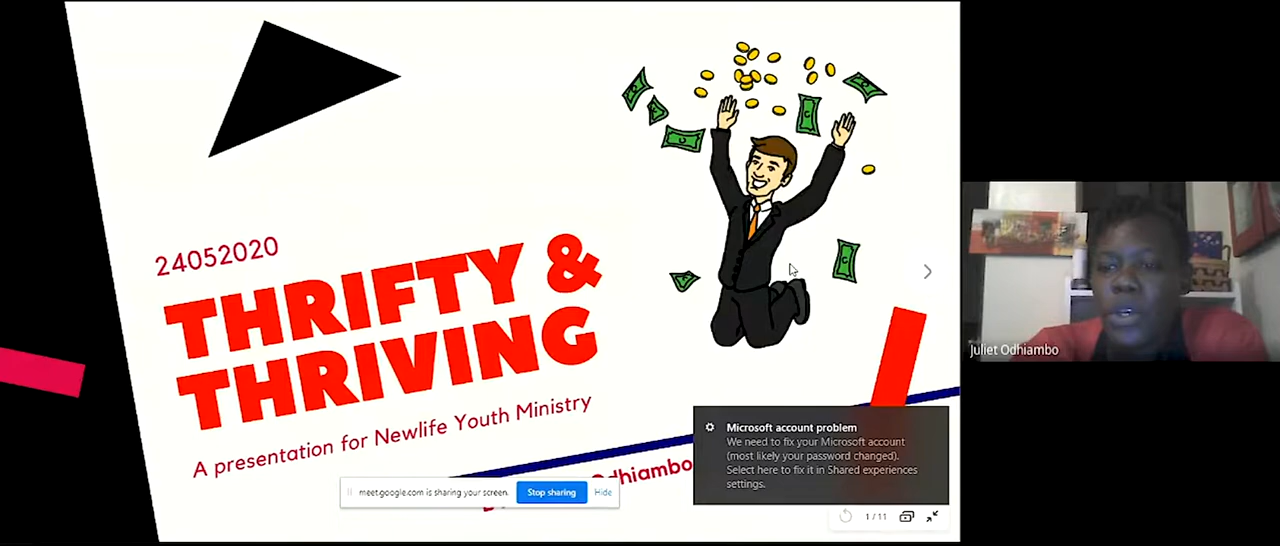 24052020
THRIFTY &
THRIVING
A presentation for Newlife Youth Ministry
Odhiambo
meet.google.com is sharing your screen.
Stop sharing
Hide
Microsoft account problem
We need to fix your Microsoft account
(most likely your password changed).
Select here to fix it in Shared experiences
settings.
1 / 11
Juliet Odhiambo